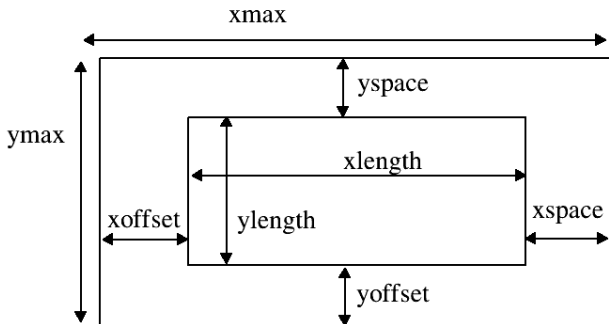 xmax
yspace
ymax
xlength
xoffset
ylength
xspace
yoffset